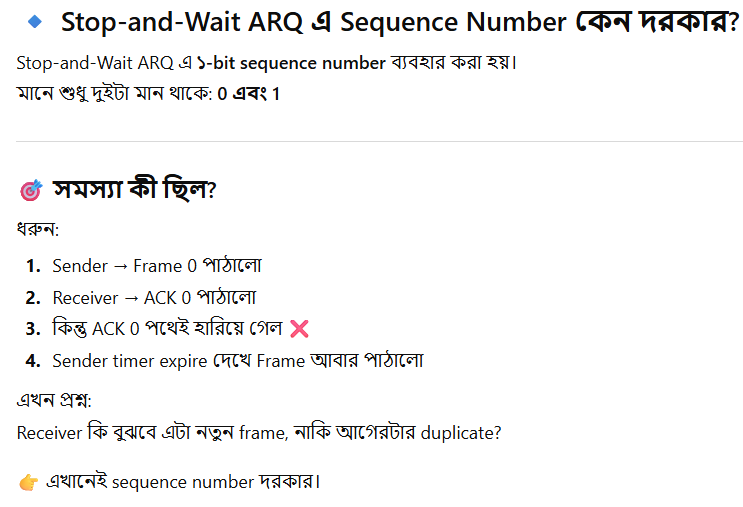 🔹 Stop-and-Wait ARQ এ Sequence Number কেন দরকার?
Stop-and-Wait ARQ এ ১-bit sequence number ব্যবহার করা হয়।
মানে শুধু দুইটা মান থাকে: 0 এবং 1
🎯 সমস্যা কী ছিল?
ধরুন:
1. Sender → Frame 0 পাঠালো
2. Receiver → ACK 0 পাঠালো
3. কিন্তু ACK 0 পথেই হারিয়ে গেল ❌
4. Sender timer expire দেখে Frame আবার পাঠালো
এখন প্রশ্ন:
Receiver কি বুঝবে এটা নতুন frame, নাকি আগেরটার duplicate?
👉 এখানেই sequence number দরকার।